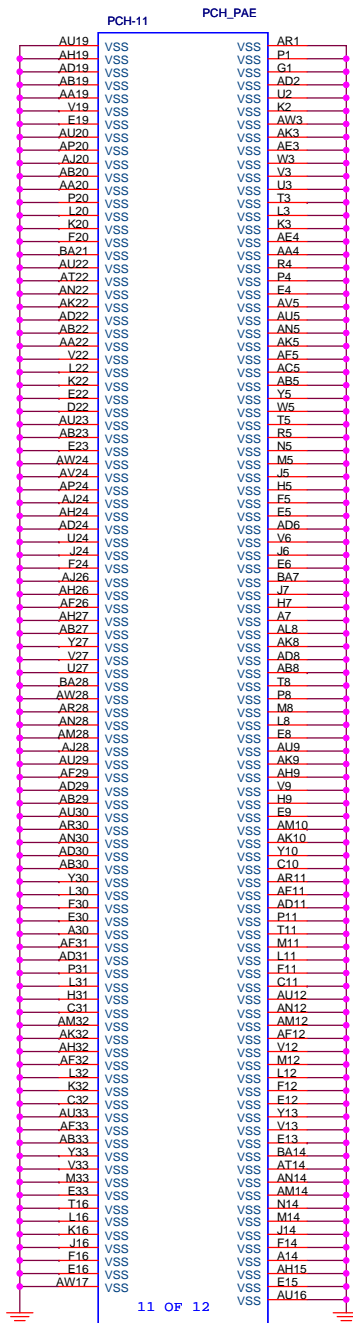 PCH-11 PCH_PAE
AU19 VSS VSS AR1
AH19 VSS VSS P1
AD19 VSS VSS G1
AB19 VSS VSS AD2
AA19 VSS VSS U2
V19 VSS VSS K2
E19 VSS VSS AW3
AU20 VSS VSS AK3
AP20 VSS VSS AE3
AJ20 VSS VSS W3
AB20 VSS VSS V3
AA20 VSS VSS U3
P20 VSS VSS T3
L20 VSS VSS L3
K20 VSS VSS K3
F20 VSS VSS AE4
BA21 VSS VSS AA4
AU22 VSS VSS R4
AT22 VSS VSS P4
AN22 VSS VSS E4
AK22 VSS VSS AV5
AD22 VSS VSS AU5
AB22 VSS VSS AN5
AA22 VSS VSS AK5
V22 VSS VSS AF5
L22 VSS VSS AC5
K22 VSS VSS AB5
E22 VSS VSS Y5
D22 VSS VSS W5
AU23 VSS VSS T5
AB23 VSS VSS R5
E23 VSS VSS N5
AW24 VSS VSS M5
AV24 VSS VSS J5
AP24 VSS VSS H5
AJ24 VSS VSS F5
AH24 VSS VSS E5
AD24 VSS VSS AD6
U24 VSS VSS V6
J24 VSS VSS J6
F24 VSS VSS E6
AJ26 VSS VSS BA7
AH26 VSS VSS J7
AF26 VSS VSS H7
AH27 VSS VSS A7
AB27 VSS VSS AL8
Y27 VSS VSS AK8
V27 VSS VSS AD8
U27 VSS VSS AB8
BA28 VSS VSS T8
AW28 VSS VSS P8
AR28 VSS VSS M8
AN28 VSS VSS L8
AM28 VSS VSS E8
AJ28 VSS VSS AU9
AU29 VSS VSS AK9
AF29 VSS VSS AH9
AD29 VSS VSS V9
AB29 VSS VSS H9
AU30 VSS VSS E9
AR30 VSS VSS AM10
AN30 VSS VSS AK10
AD30 VSS VSS Y10
AB30 VSS VSS C10
Y30 VSS VSS AR11
L30 VSS VSS AF11
F30 VSS VSS AD11
E30 VSS VSS P11
A30 VSS VSS T11
AF31 VSS VSS M11
AD31 VSS VSS L11
P31 VSS VSS F11
L31 VSS VSS C11
H31 VSS VSS AU12
C31 VSS VSS AN12
AM32 VSS VSS AM12
AK32 VSS VSS AF12
AH32 VSS VSS V12
AF32 VSS VSS M12
L32 VSS VSS L12
K32 VSS VSS F12
C32 VSS VSS E12
AU33 VSS VSS Y13
AF33 VSS VSS V13
AB33 VSS VSS E13
Y33 VSS VSS BA14
V33 VSS VSS AT14
M33 VSS VSS AN14
E33 VSS VSS AM14
T16 VSS VSS N14
L16 VSS VSS M14
K16 VSS VSS J14
J16 VSS VSS F14
F16 VSS VSS A14
E16 VSS VSS AH15
AW17 VSS VSS E15
VSS AU16
11 OF 12